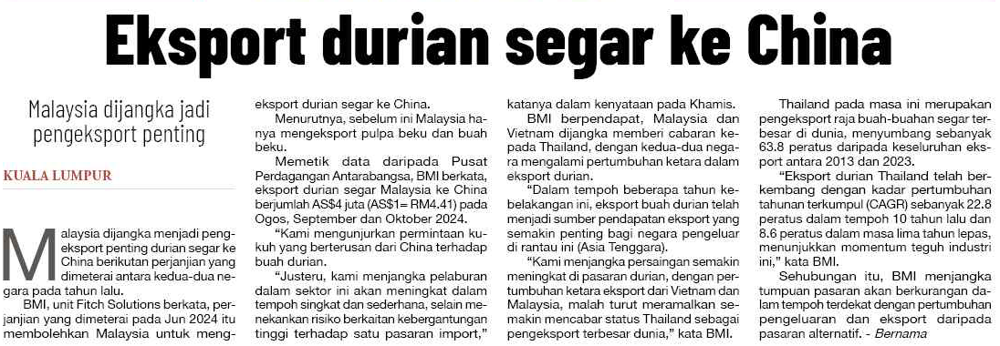 Eksport durian segar ke China
Malaysia dijangka jadi
pengeksport penting
KUALA LUMPUR
Malaysia dijangka menjadi peng-
eksport penting durian segar ke
China berikutan perjanjian yang
dimeterai antara kedua-dua ne-
gara pada tahun lalu.
BMI, unit Fitch Solutions berkata, per-
janjian yang dimeterai pada Jun 2024 itu
membolehkan Malaysia untuk meng-
eksport durian segar ke China.
Menurutnya, sebelum ini Malaysia ha-
nya mengeksport pulpa beku dan buah
beku.
Memetik data daripada Pusat
Perdagangan Antarabangsa, BMI berkata,
eksport durian segar Malaysia ke China
berjumlah AS$4 juta (AS$1= RM4.41) pada
Ogos, September dan Oktober 2024.
“Kami mengunjurkan permintaan ku-
kuh yang berterusan dari China terhadap
buah durian.
“Justeru, kami menjangka pelaburan
dalam sektor ini akan meningkat dalam
tempoh singkat dan sederhana, selain me-
nekankan risiko berkaitan kebergantungan
tinggi terhadap satu pasaran import,”
katanya dalam kenyataan pada Khamis.
BMI berpendapat, Malaysia dan
Vietnam dijangka memberi cabaran ke-
pada Thailand, dengan kedua-dua nega-
ra mengalami pertumbuhan ketara dalam
eksport durian.
“Dalam tempoh beberapa tahun ke-
belakangan ini, eksport buah durian telah
menjadi sumber pendapatan eksport yang
semakin penting bagi negara pengeluar
di rantau ini (Asia Tenggara).
“Kami menjangka persaingan semakin
meningkat di pasaran durian, dengan per-
tumbuhan ketara eksport dari Vietnam dan
Malaysia, malah turut meramalkan se-
makin mencabar status Thailand sebagai
pengeksport terbesar dunia,” kata BMI.
Thailand pada masa ini merupakan
pengeksport raja buah-buahan segar ter-
besar di dunia, menyumbang sebanyak
63.8 peratus daripada keseluruhan eks-
port antara 2013 dan 2023.
“Eksport durian Thailand telah ber-
kembang dengan kadar pertumbuhan
tahunan terkumpul (CAGR) sebanyak 22.8
peratus dalam tempoh 10 tahun lalu dan
8.6 peratus dalam masa lima tahun lepas,
menunjukkan momentum teguh industri
ini,” kata BMI.
Sehubungan itu, BMI menjangka
tumpuan pasaran akan berkurangan da-
lam tempoh terdekat dengan pertumbuhan
pengeluaran dan eksport daripada
pasaran alternatif. - Bernama